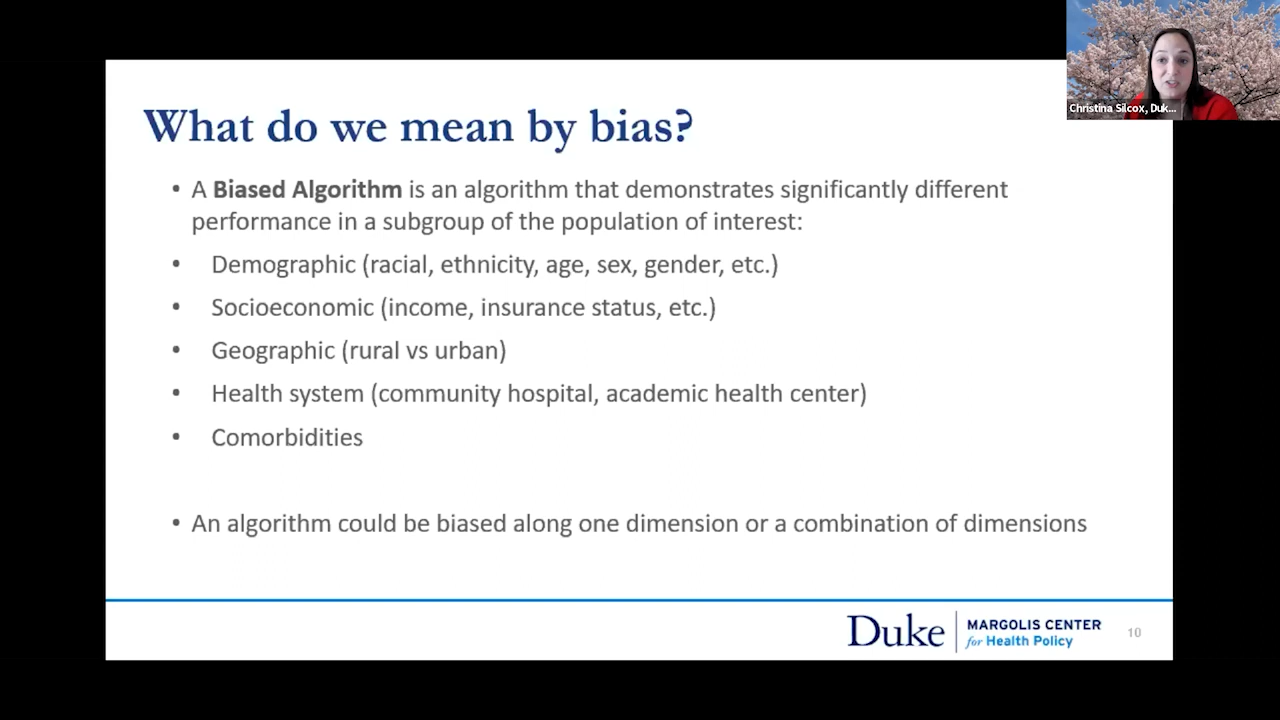 Christina Silcox, Duk...
What do we mean by bias?
• A Biased Algorithm is an algorithm that demonstrates significantly different
performance in a subgroup of the population of interest:
• Demographic (racial, ethnicity, age, sex, gender, etc.)
• Socioeconomic (income, insurance status, etc.)
• Geographic (rural vs urban)
• Health system (community hospital, academic health center)
• Comorbidities
• An algorithm could be biased along one dimension or a combination of dimensions
Duke
MARGOLIS CENTER
for Health Policy
10